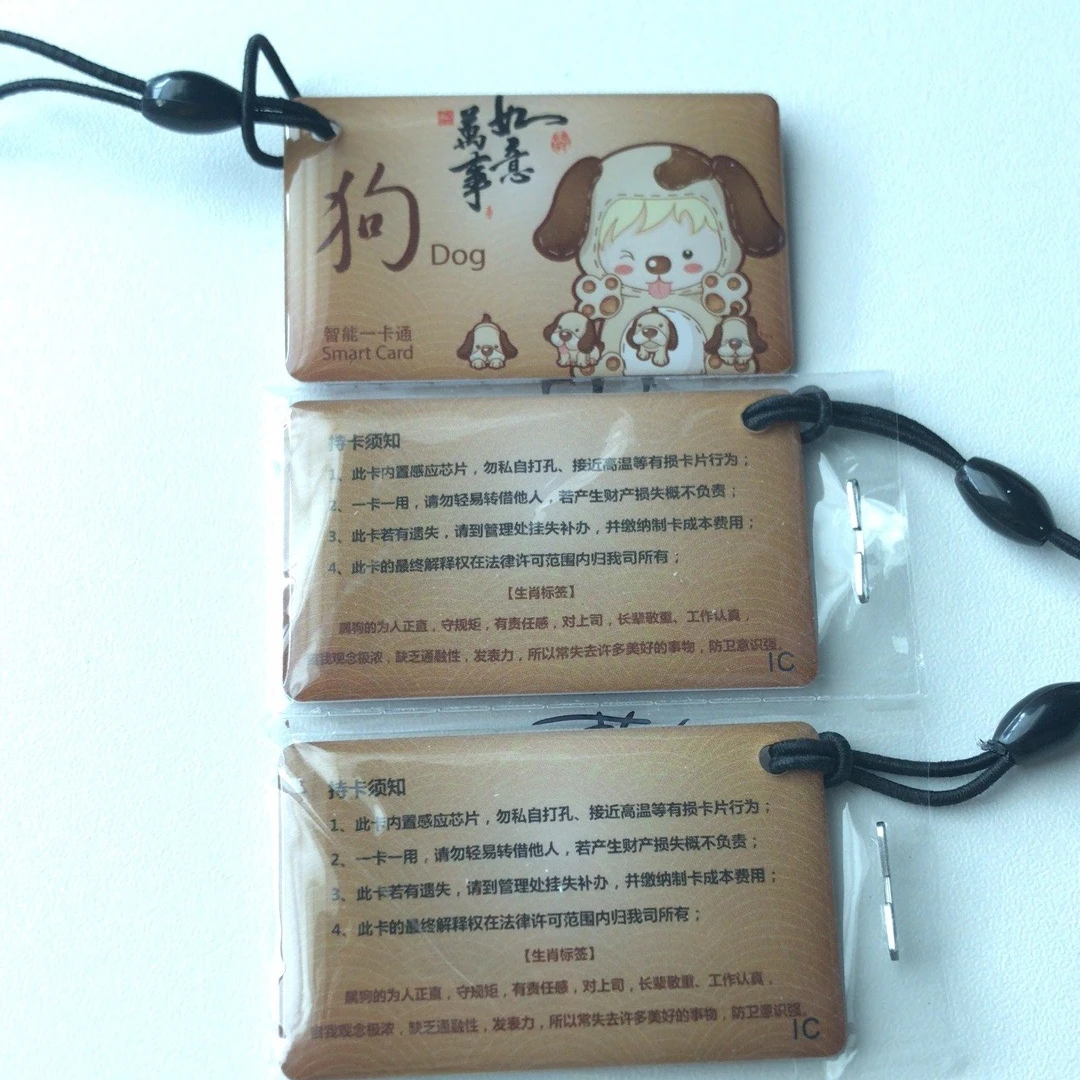 如意
萬事
狗
Dog
智能一卡通
Smart Card
持卡须知
1、此卡内置感应芯片，勿私自打孔、接近高温等有损卡片行为；
2、一卡一用，请勿轻易转借他人，若产生财产损失概不负责；
3、此卡若有遗失，请到管理处挂失补办，并缴纳制卡成本费用；
4、此卡的最终解释权在法律许可范围内归我司所有；
【生肖标签】
属狗的为人正直，守规矩，有责任感，对上司，长辈敬重、工作认真，
自我观念极浓，缺乏通融性，发表力，所以常失去许多美好的事物，防卫意识强。
IC
持卡须知
1、此卡内置感应芯片，勿私自打孔、接近高温等有损卡片行为；
2、一卡一用，请勿轻易转借他人，若产生财产损失概不负责；
3、此卡若有遗失，请到管理处挂失补办，并缴纳制卡成本费用；
4、此卡的最终解释权在法律许可范围内归我司所有；
【生肖标签】
属狗的为人正直，守规矩，有责任感，对上司，长辈敬重、工作认真，
自我观念极浓，缺乏通融性，发表力，所以常失去许多美好的事物，防卫意识强。
IC